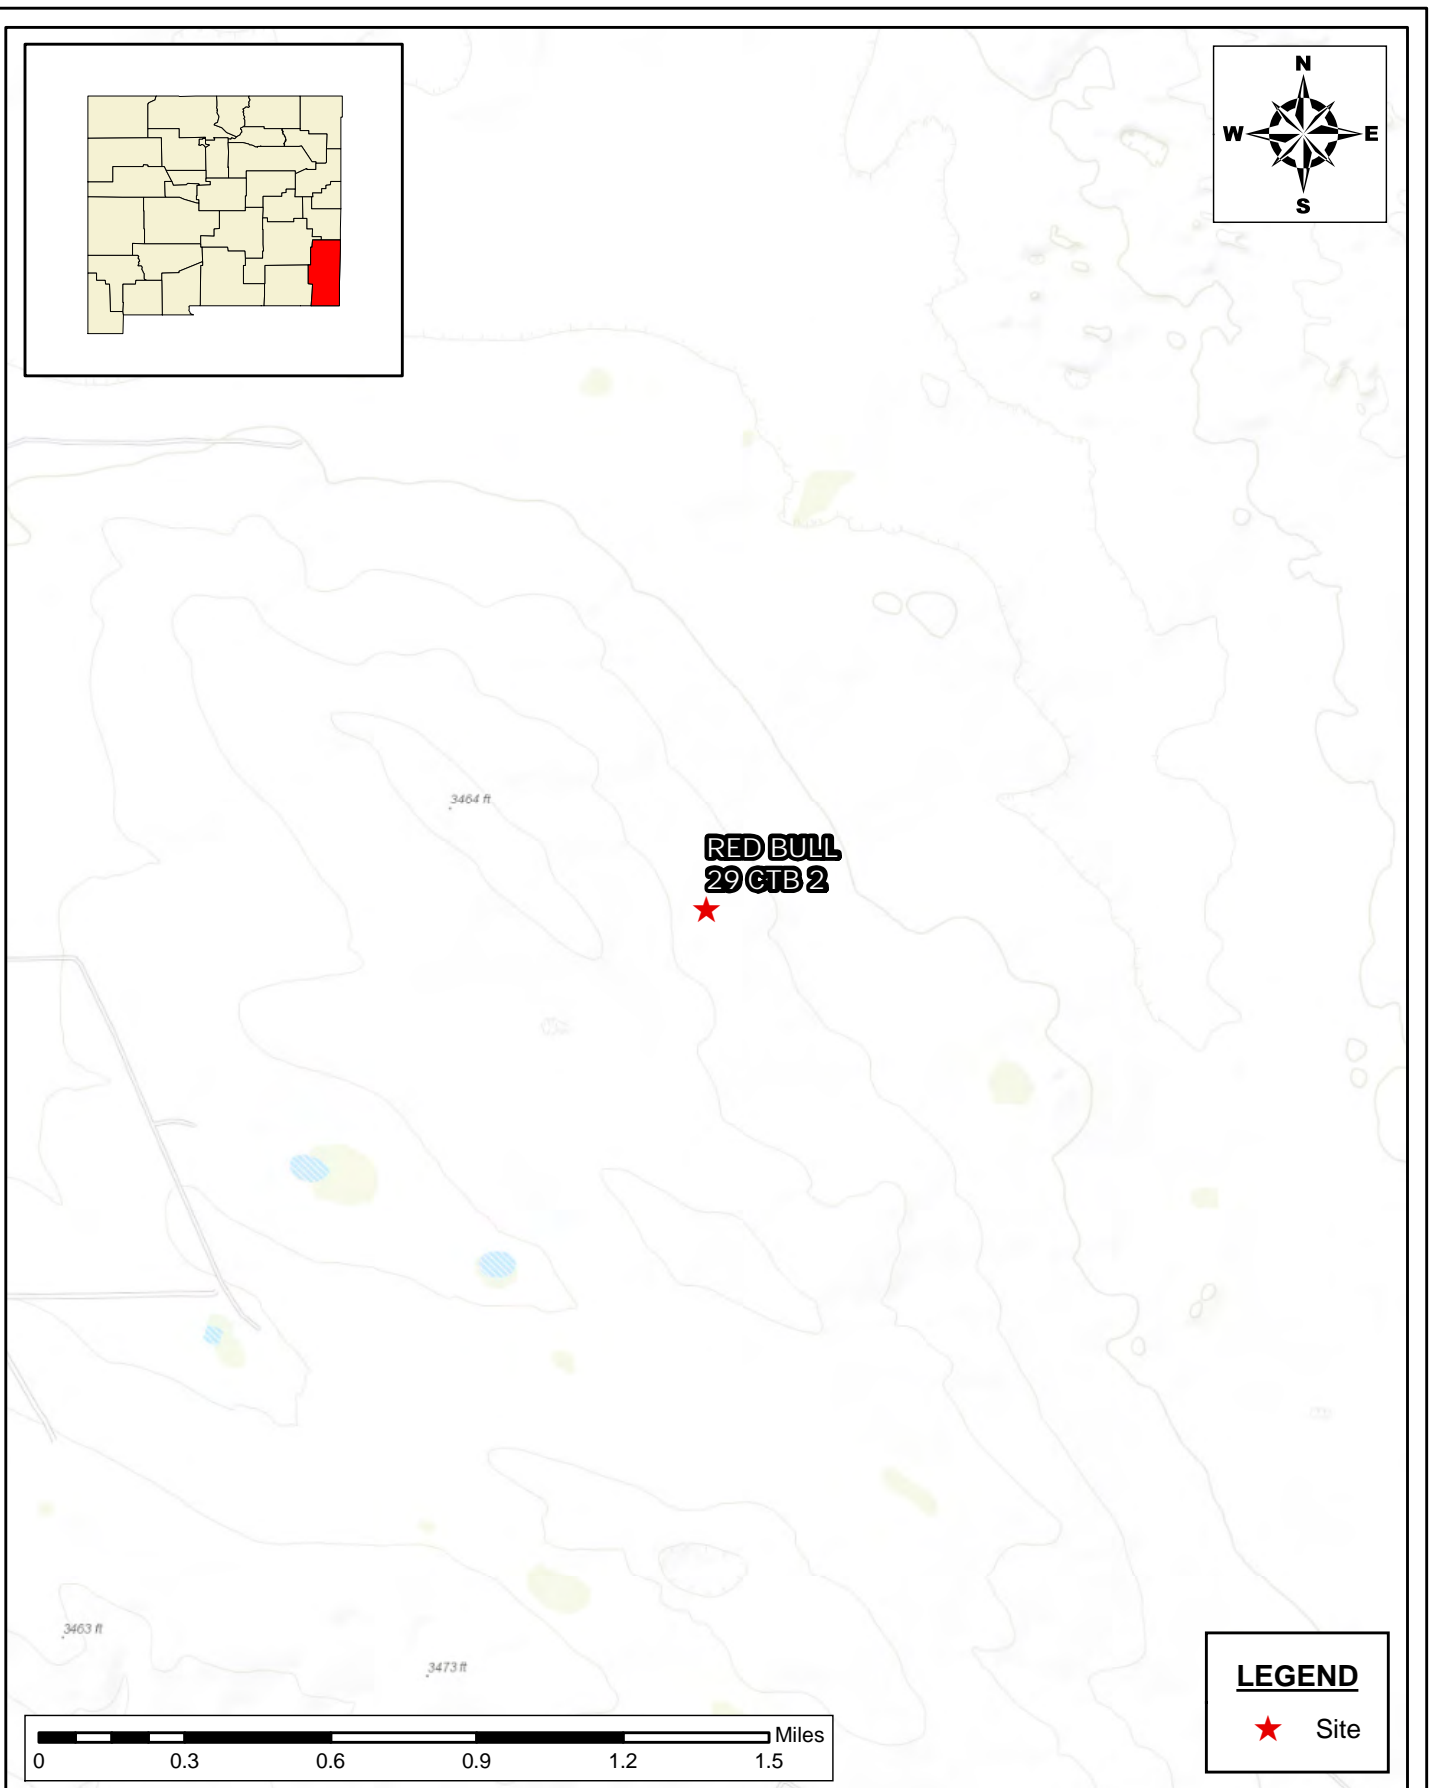 N
W E
S
3464 ft
RED BULL
29 CTB 2
3463 ft
3473 ft
LEGEND
Site
Miles
0 0.3 0.6 0.9 1.2 1.5